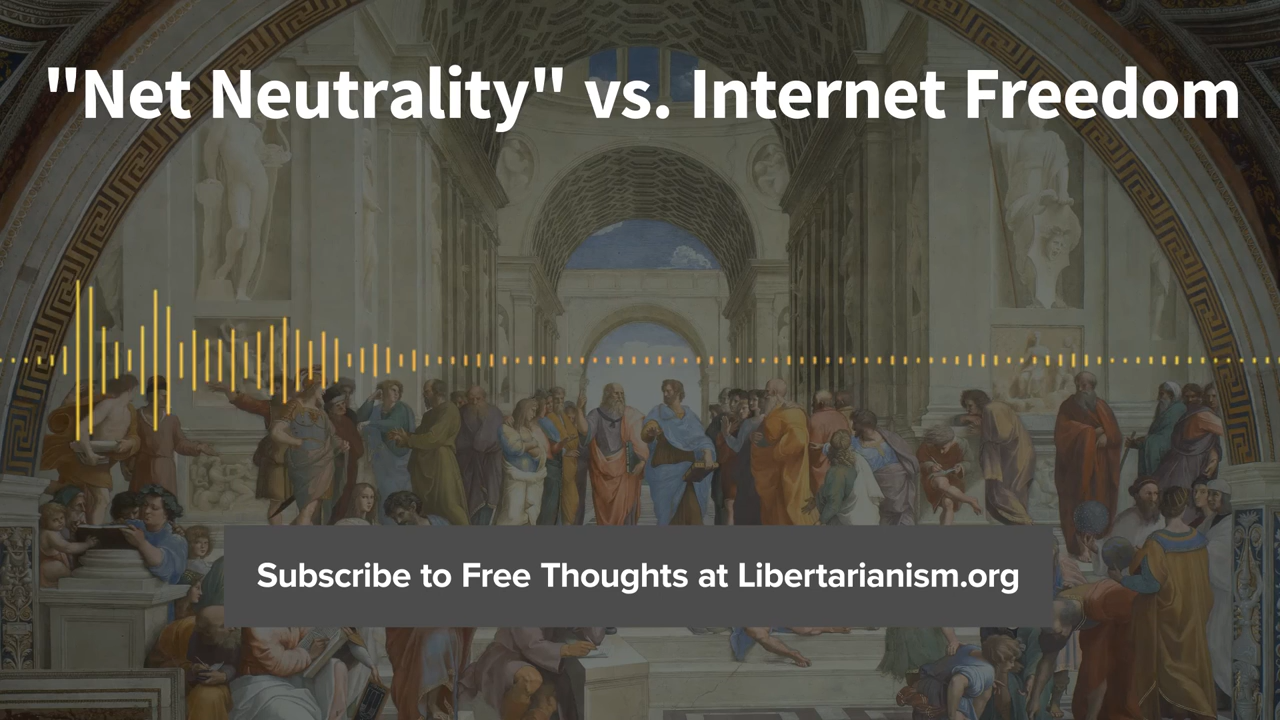 "Net Neutrality" vs. Internet Freedom
Subscribe to Free Thoughts at Libertarianism.org